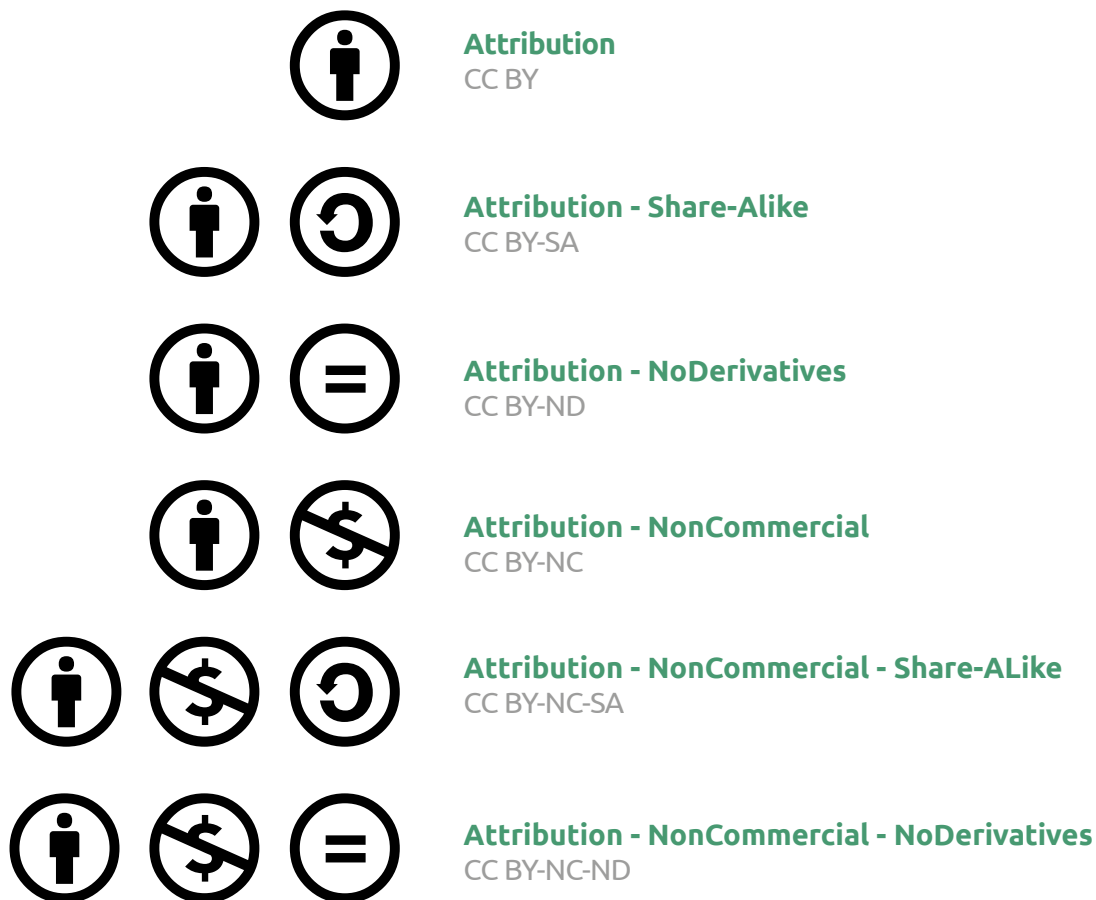 Attribution
CC BY
Attribution - Share-Alike
CC BY-SA
Attribution - NoDerivatives
CC BY-ND
Attribution - NonCommercial
CC BY-NC
Attribution - NonCommercial - Share-ALike
CC BY-NC-SA
Attribution - NonCommercial - NoDerivatives
CC BY-NC-ND